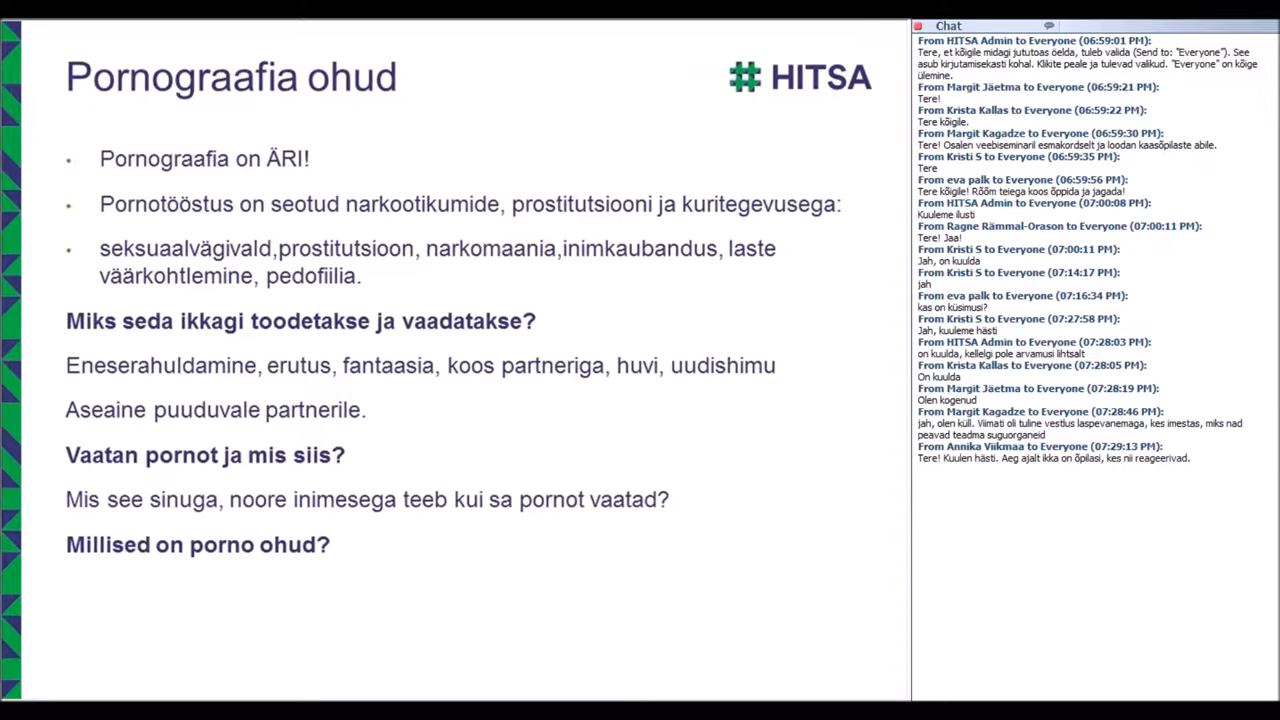 Pornograafia ohud
HITSA
• Pornograafia on ÄRI!
• Pornotööstus on seotud narkootikumide, prostitutsiooni ja kuritegevusega:
• seksuaalvägivald,prostitutsioon, narkomaania,inimkaubandus, laste
väärkohtlemine, pedofiilia.
Miks seda ikkagi toodetakse ja vaadatakse?
Eneserahuldamine, erutus, fantaasia, koos partneriga, huvi, uudishimu
Aseaine puuduvale partnerile.
Vaatan pornot ja mis siis?
Mis see sinuga, noore inimesega teeb kui sa pornot vaatad?
Millised on porno ohud?
Chat
From HITSA Admin to Everyone (06:59:01 PM):
Tere, et kõigile midagi jututoas öelda, tuleb valida (Send to: "Everyone"). See
asub kirjutamisekasti kohal. Klikite peale ja tulevad valikud. "Everyone" on kõige
ülemine.
From Margit Jäetma to Everyone (06:59:21 PM):
Tere!
From Krista Kallas to Everyone (06:59:22 PM):
Tere kõigile.
From Margit Kagadze to Everyone (06:59:30 PM):
Tere! Osalen veebiseminaril esmakordselt ja loodan kaasõpilaste abile.
From Kristi S to Everyone (06:59:35 PM):
Tere
From eva palk to Everyone (06:59:56 PM):
Tere kõigile! Rõõm teiega koos õppida ja jagada!
From HITSA Admin to Everyone (07:00:08 PM):
Kuuleme ilusti
From Ragne Rämmal-Orason to Everyone (07:00:11 PM):
Tere! Jaa!
From Kristi S to Everyone (07:00:11 PM):
Jah, on kuulda
From Kristi S to Everyone (07:14:17 PM):
jah
From eva palk to Everyone (07:16:34 PM):
kas on küsimusi?
From Kristi S to Everyone (07:27:58 PM):
Jah, kuuleme hästi
From HITSA Admin to Everyone (07:28:03 PM):
on kuulda, kellelgi pole arvamusi lihtsalt
From Krista Kallas to Everyone (07:28:05 PM):
On kuulda
From Margit Jäetma to Everyone (07:28:19 PM):
Olen kogenud
From Margit Kagadze to Everyone (07:28:46 PM):
jah, olen küll. Viimati oli tuline vestlus laspevanemaga, kes imestas, miks nad
peavad teadma suguorganeid
From Annika Viikmaa to Everyone (07:29:13 PM):
Tere! Kuulen hästi. Aeg ajalt ikka on õpilasi, kes nii reageerivad.